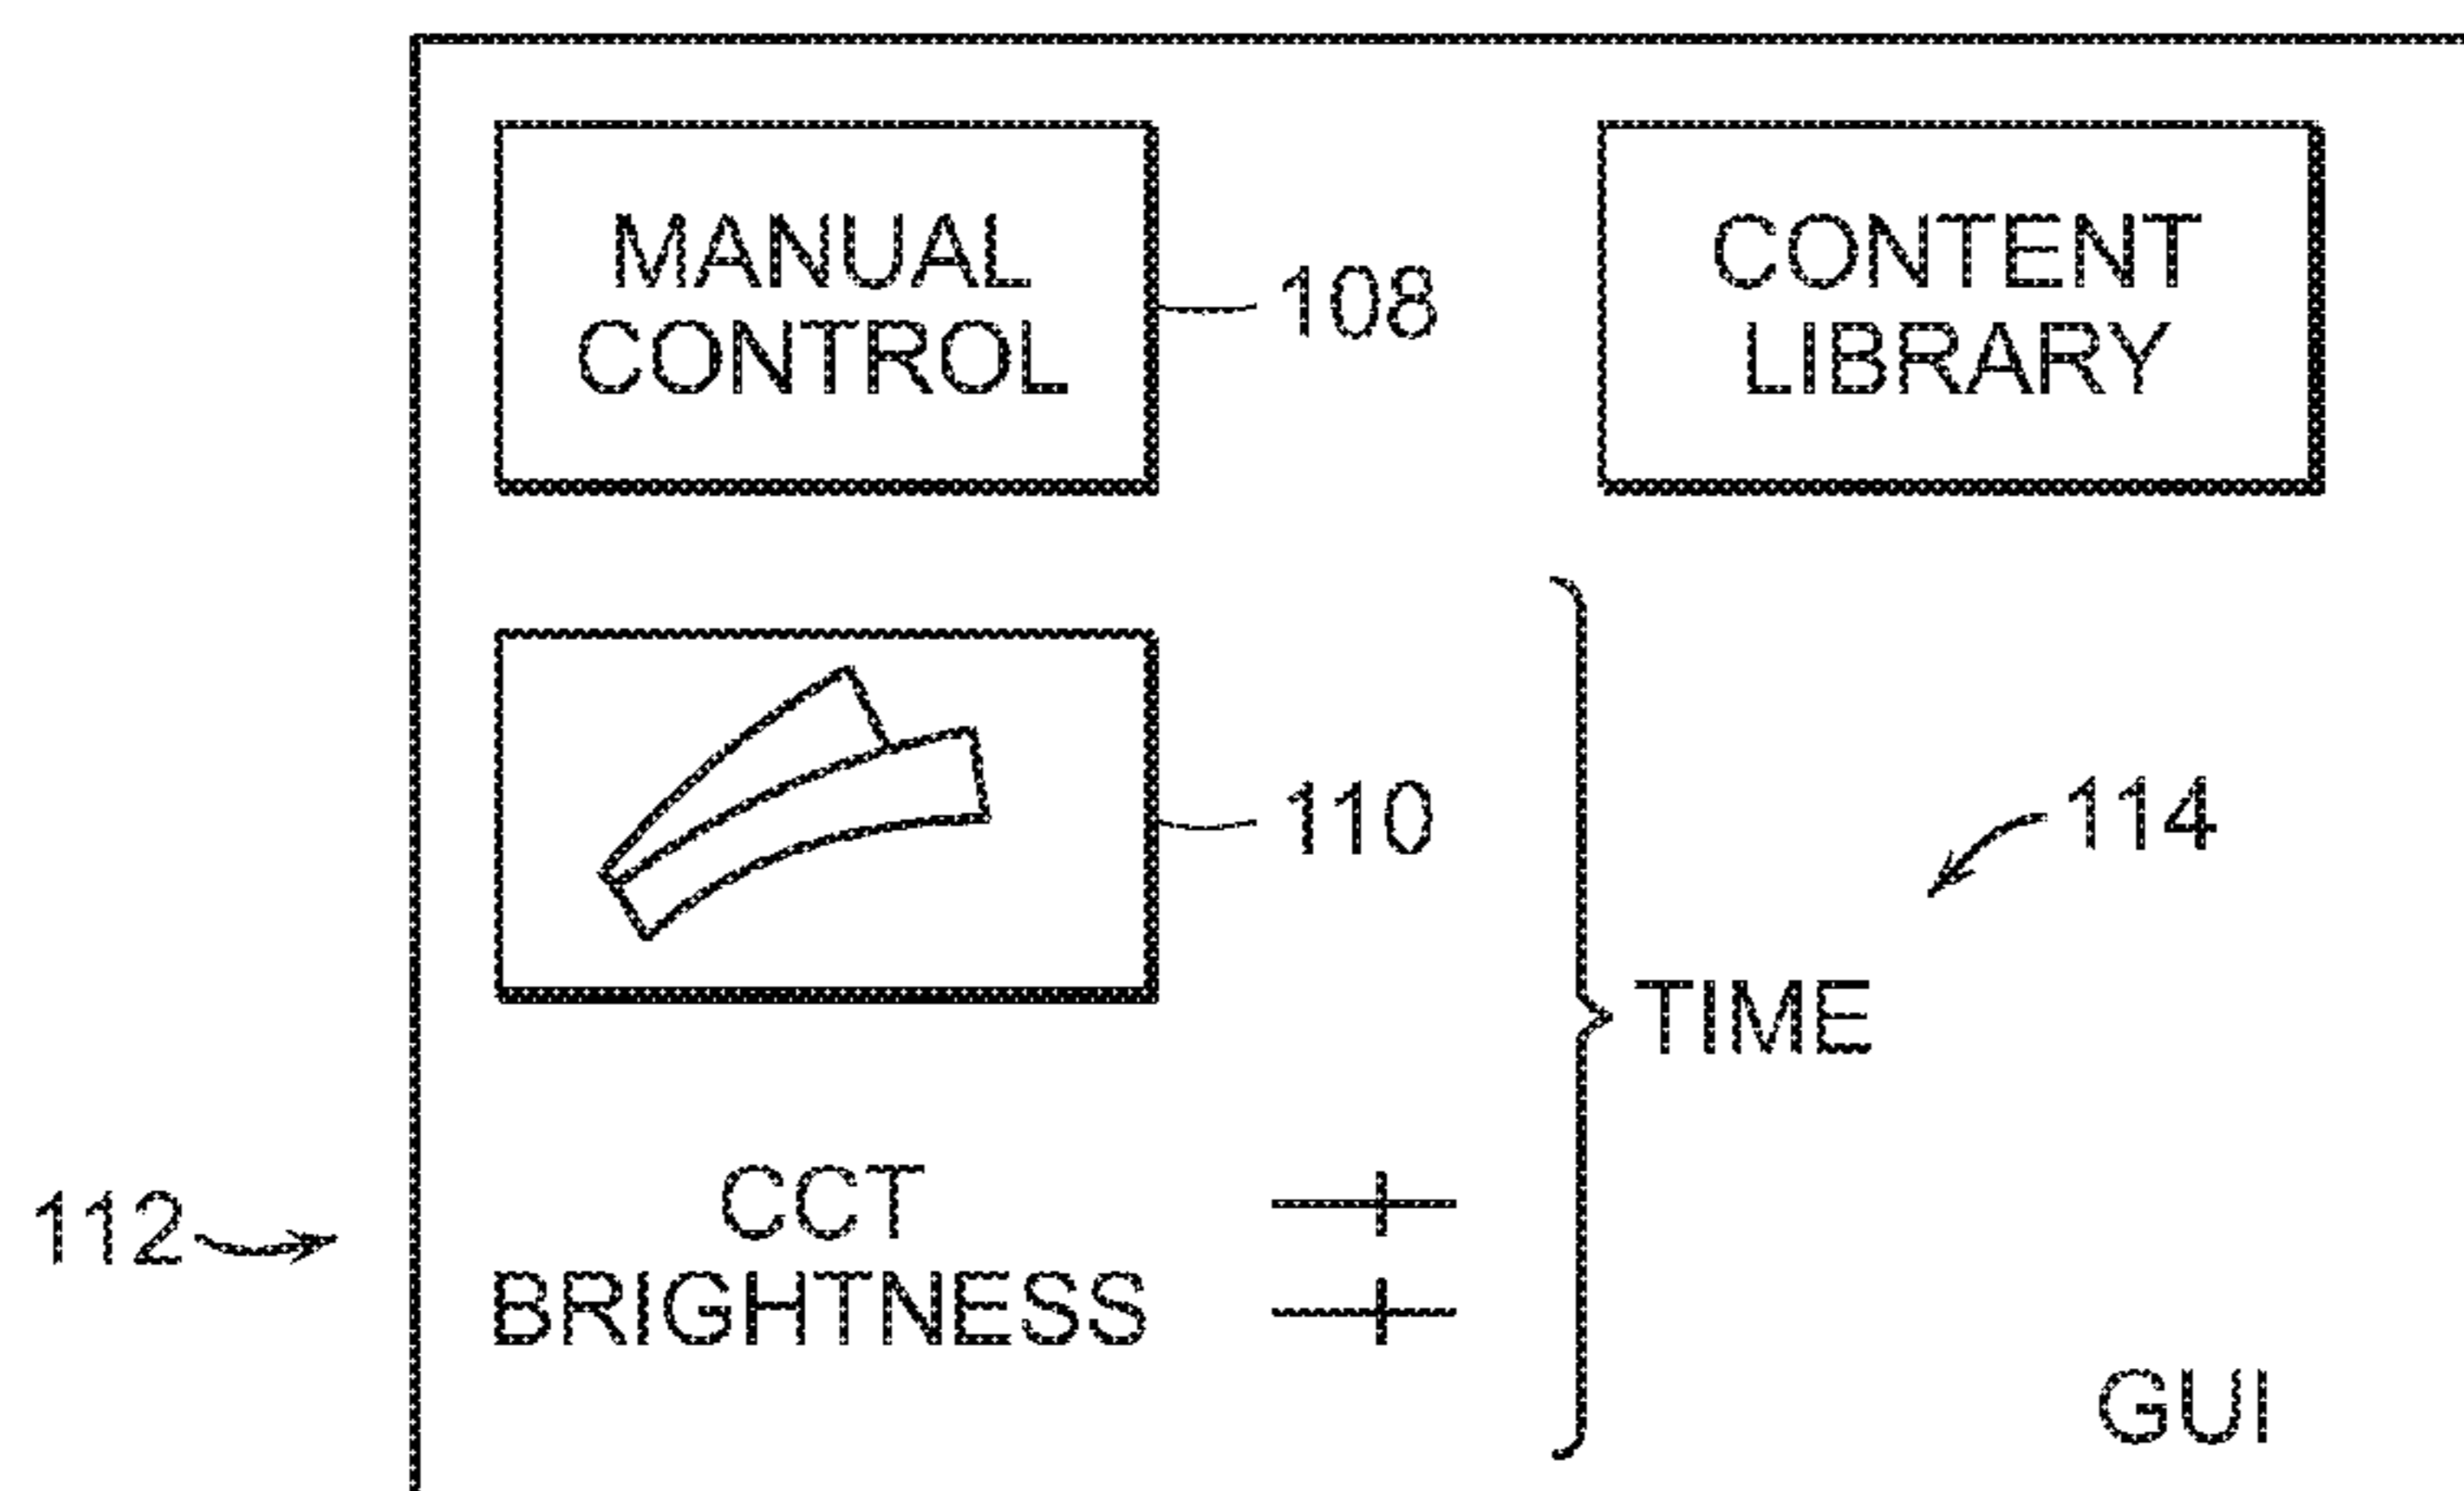 MANUAL
CONTROL
108
CONTENT
LIBRARY
110
114
TIME
112
CCT
BRIGHTNESS
GUI